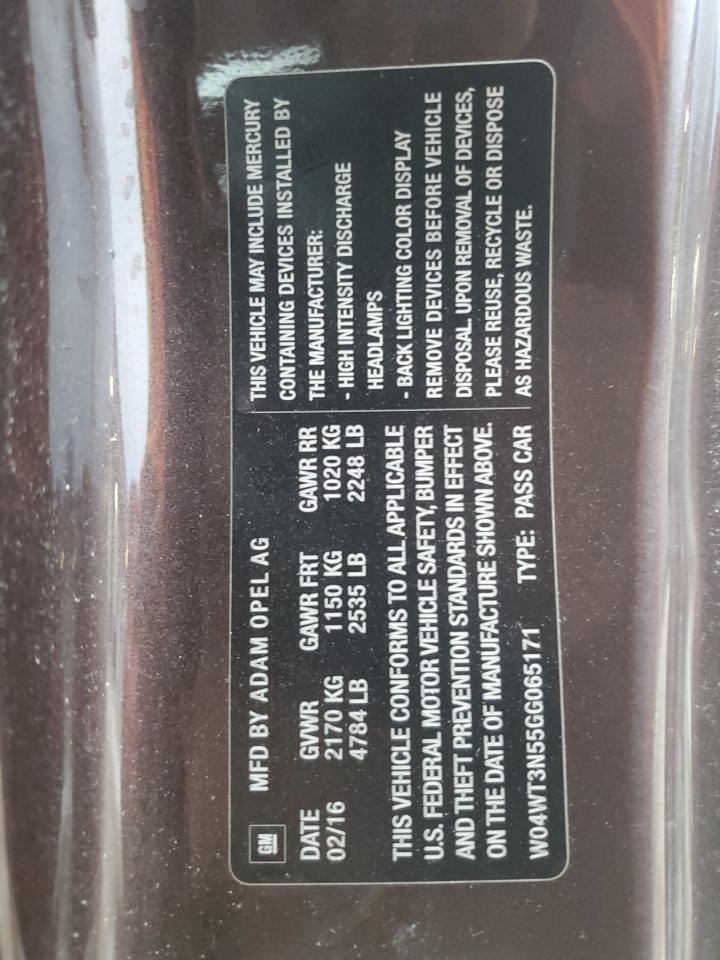 GM
MFD BY ADAM OPEL AG
DATE GVWR GAWR FRT GAWR RR
02/16 2170 KG 1150 KG 1020 KG
4784 LB 2535 LB 2248 LB
THIS VEHICLE CONFORMS TO ALL APPLICABLE
U.S. FEDERAL MOTOR VEHICLE SAFETY, BUMPER
AND THEFT PREVENTION STANDARDS IN EFFECT
ON THE DATE OF MANUFACTURE SHOWN ABOVE.
W04WT3N55GG065171 TYPE: PASS CAR
THIS VEHICLE MAY INCLUDE MERCURY
CONTAINING DEVICES INSTALLED BY
THE MANUFACTURER:
- HIGH INTENSITY DISCHARGE
HEADLAMPS
- BACK LIGHTING COLOR DISPLAY
REMOVE DEVICES BEFORE VEHICLE
DISPOSAL. UPON REMOVAL OF DEVICES,
PLEASE REUSE, RECYCLE OR DISPOSE
AS HAZARDOUS WASTE.